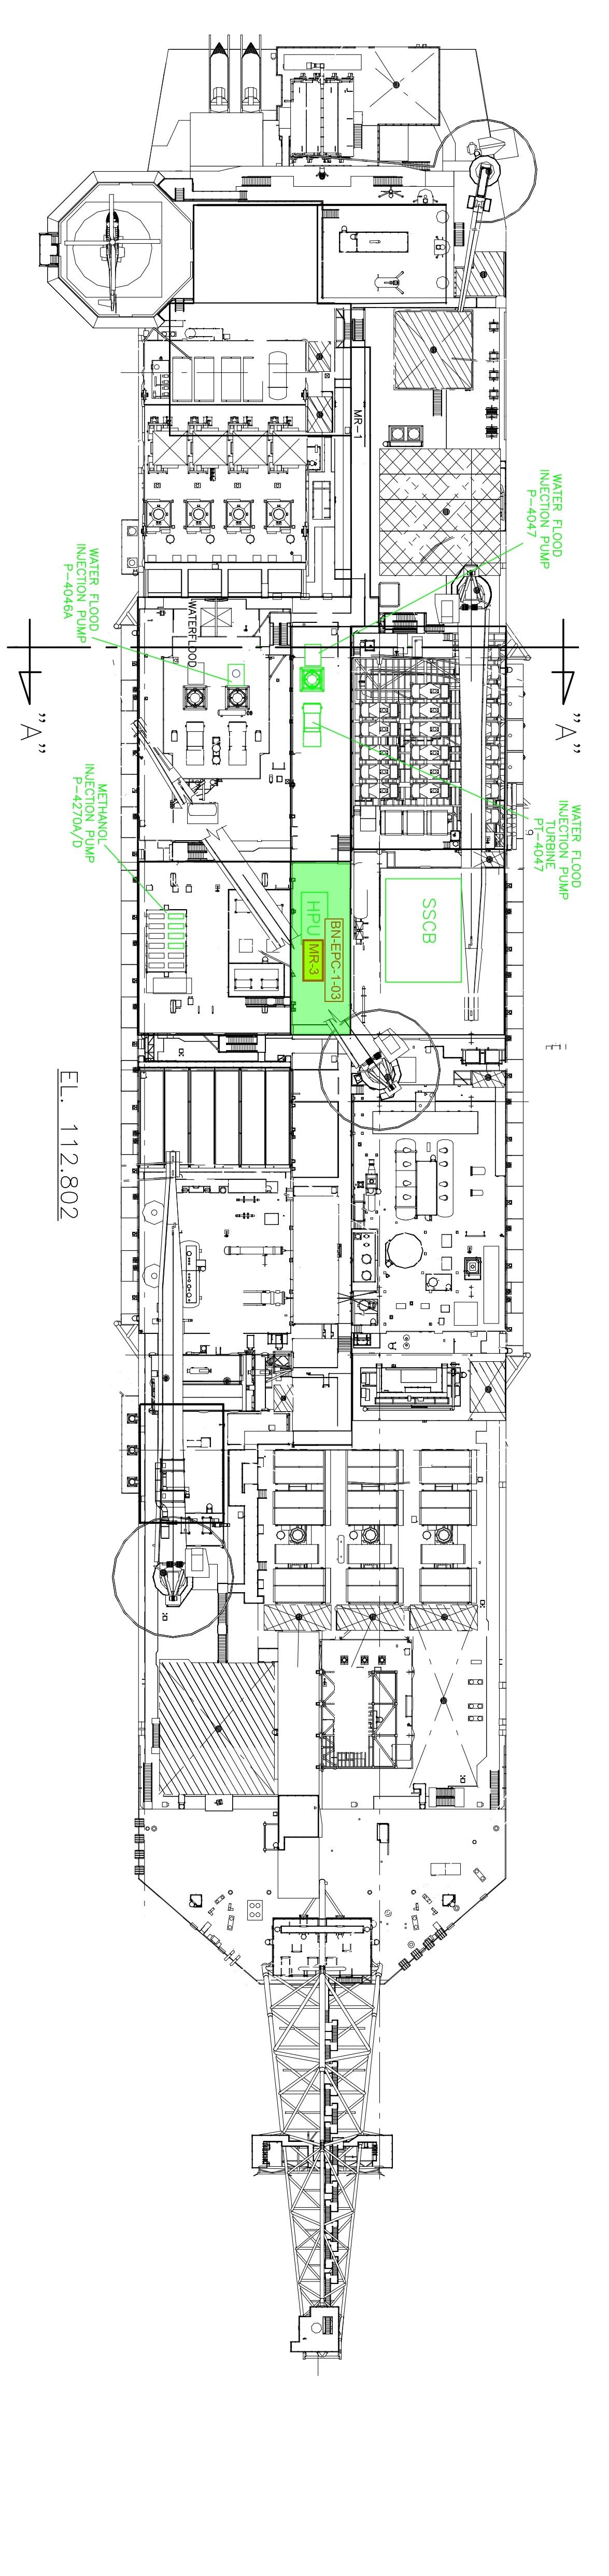 MR-1
WATER FLOOD
INJECTION PUMP
P-4047
WATER FLOOD
INJECTION PUMP
P-4046A
WATERFLOOD
"A"
"A"
WATER FLOOD
INJECTION PUMP
TURBINE
PT-4047
METHANOL
INJECTION PUMP
P-4270A/D
SSCB
HPU
BN-EPC-1-03
MR-3
EL. 112.802